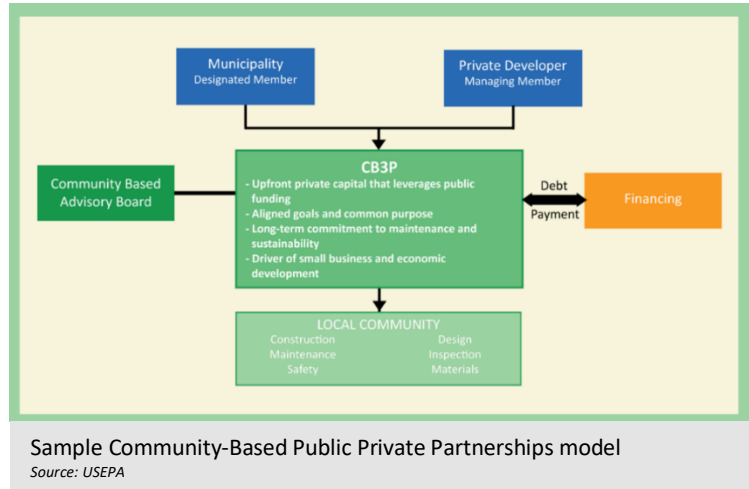 Municipality
Designated Member
Private Developer
Managing Member
CB3P
- Upfront private capital that leverages public
funding
- Aligned goals and common purpose
- Long-term commitment to maintenance and
sustainability
- Driver of small business and economic
development
Community Based
Advisory Board
Debt
Payment
Financing
LOCAL COMMUNITY
Construction
Design
Maintenance
Inspection
Safety
Materials
Sample Community-Based Public Private Partnerships model
Source: USEPA